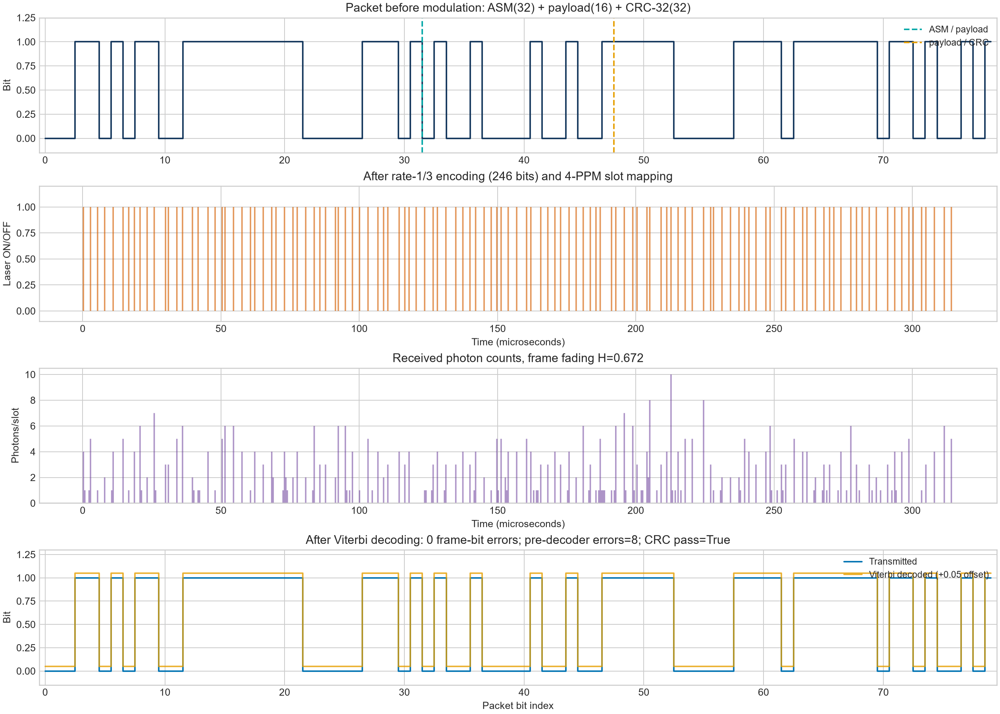 Packet before modulation: ASM(32) + payload(16) + CRC-32(32)
1.25
1.00
0.75
0.50
0.25
0.00
Bit
ASM / payload
payload / CRC
0 10 20 30 40 50 60 70
After rate-1/3 encoding (246 bits) and 4-PPM slot mapping
1.00
0.75
0.50
0.25
0.00
Laser ON/OFF
0 50 100 150 200 250 300
Time (microseconds)
Received photon counts, frame fading H=0.672
10
8
6
4
2
0
Photons/slot
0 50 100 150 200 250 300
Time (microseconds)
After Viterbi decoding: 0 frame-bit errors; pre-decoder errors=8; CRC pass=True
1.25
1.00
0.75
0.50
0.25
0.00
Bit
Transmitted
Viterbi decoded (+0.05 offset)
0 10 20 30 40 50 60 70
Packet bit index